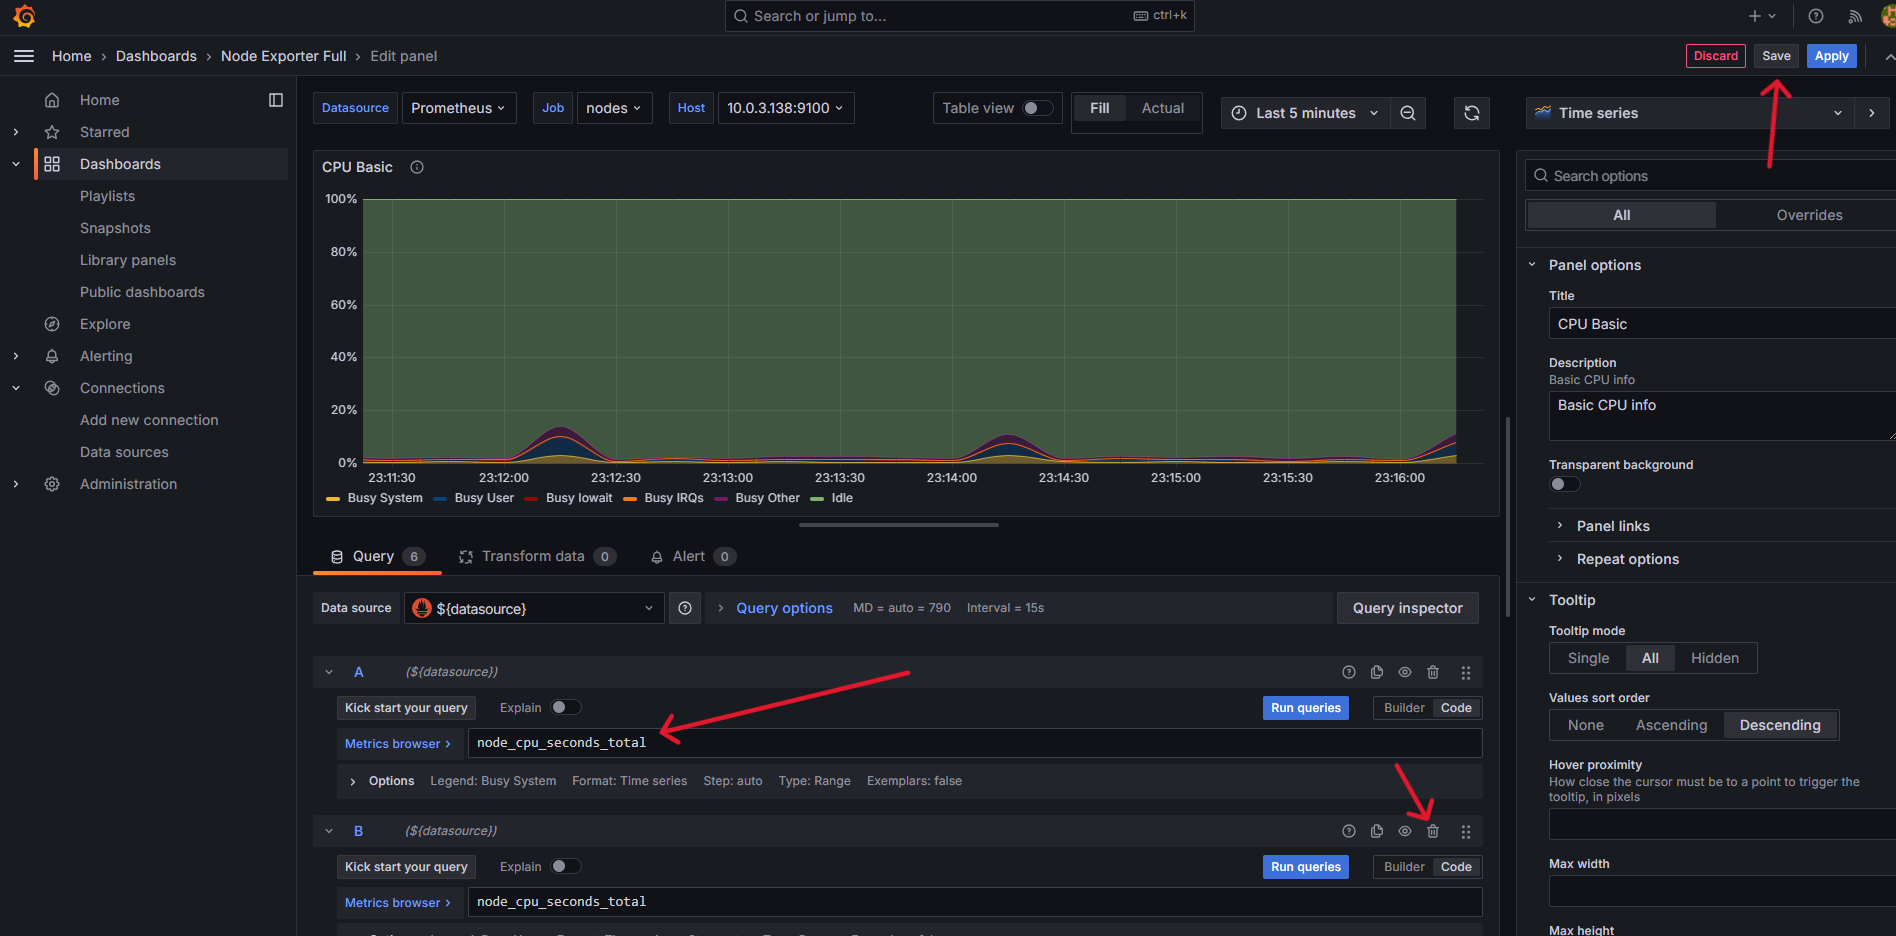 Search or jump to...
ctrl+k
Home › Dashboards › Node Exporter Full › Edit panel
Discard
Save
Apply
Home
Starred
Dashboards
Playlists
Snapshots
Library panels
Public dashboards
Explore
Alerting
Connections
Add new connection
Data sources
Administration
Datasource Prometheus Job nodes Host 10.0.3.138:9100
Table view Fill Actual Last 5 minutes
Time series
CPU Basic
100%
80%
60%
40%
20%
0%
23:11:30 23:12:00 23:12:30 23:13:00 23:13:30 23:14:00 23:14:30 23:15:00 23:15:30 23:16:00
Busy System Busy User Busy Iowait Busy IRQs Busy Other Idle
Query 6 Transform data 0 Alert 0
Data source ${datasource} Query options MD = auto = 790 Interval = 15s Query inspector
A (${datasource})
Kick start your query Explain Run queries Builder Code
Metrics browser › node_cpu_seconds_total
Options Legend: Busy System Format: Time series Step: auto Type: Range Exemplars: false
B (${datasource})
Kick start your query Explain Run queries Builder Code
Metrics browser › node_cpu_seconds_total
Search options
All Overrides
Panel options
Title
CPU Basic
Description
Basic CPU info
Basic CPU info
Transparent background
Panel links
Repeat options
Tooltip
Tooltip mode
Single All Hidden
Values sort order
None Ascending Descending
Hover proximity
How close the cursor must be to a point to trigger the
tooltip, in pixels
Max width
Max height